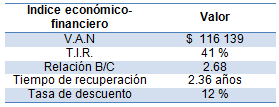 Indice económico-financiero Valor
V.A.N $ 116 139
T.I.R. 41 %
Relación B/C 2.68
Tiempo de recuperación 2.36 años
Tasa de descuento 12 %